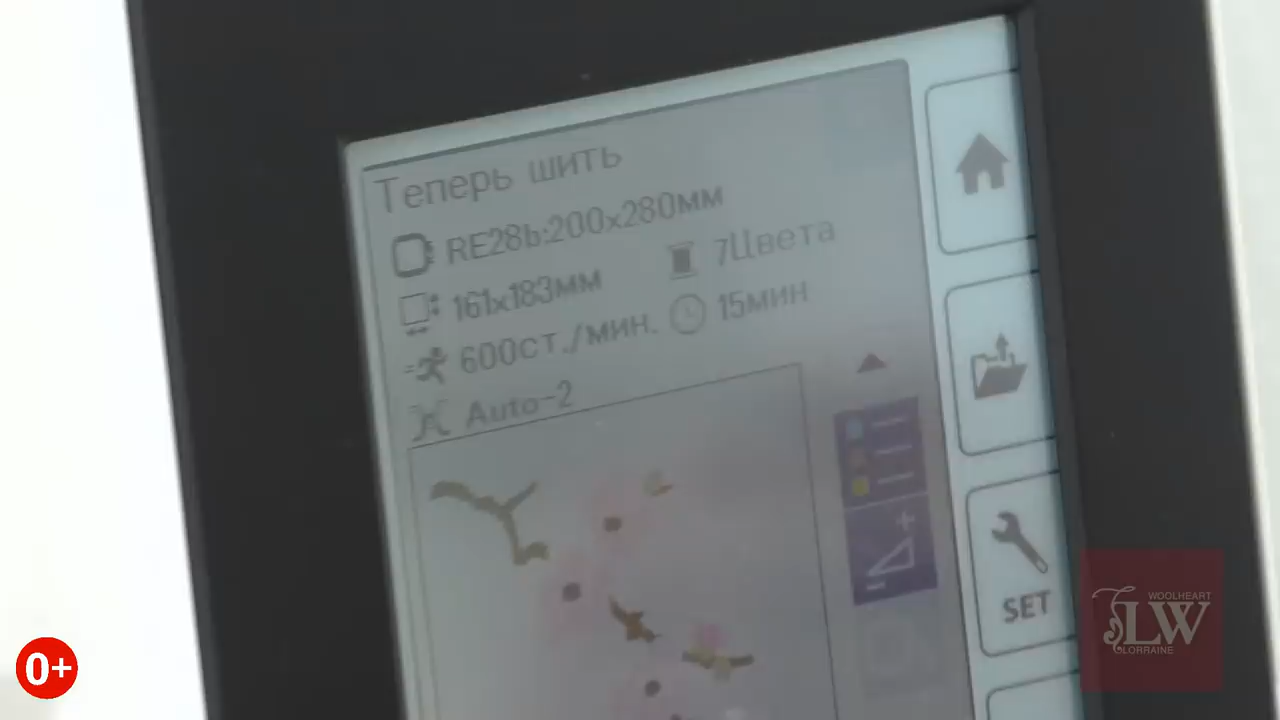 Теперь шить
RE28b:200x280мм
161x183мм
7Цвета
600ст./мин.
15мин
Auto-2
SET
0+
WOOLHEART
LW
LORRAINE